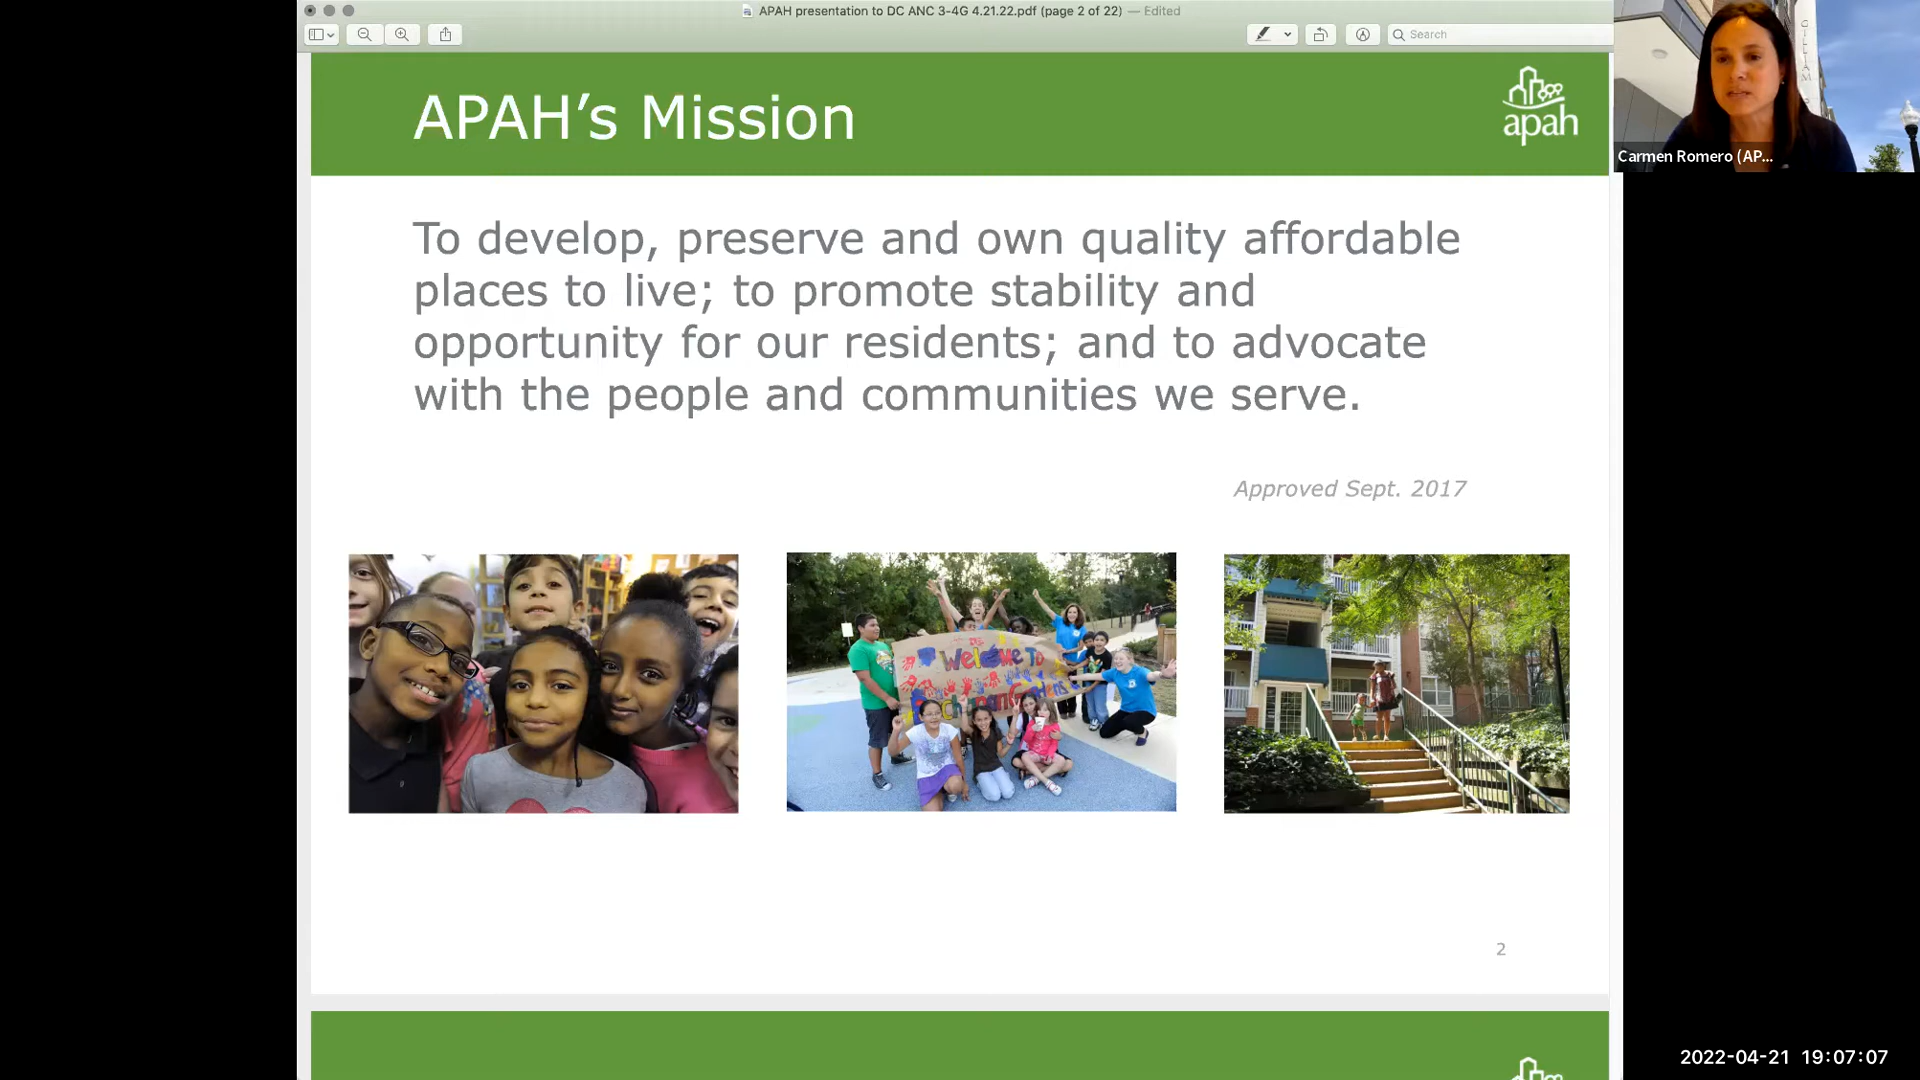 APAH presentation to DC ANC 3-4G 4.21.22.pdf (page 2 of 22) — Edited
Search
APAH's Mission
apah
Carmen Romero (AP...
To develop, preserve and own quality affordable
places to live; to promote stability and
opportunity for our residents; and to advocate
with the people and communities we serve.
Approved Sept. 2017
Welcome To
2
2022-04-21 19:07:07